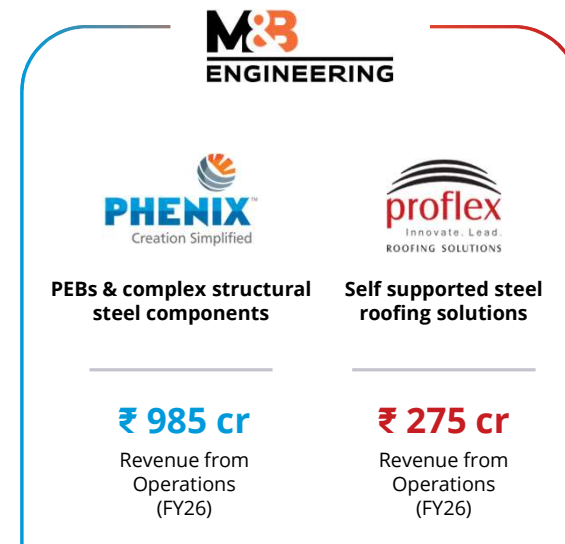 M&B
ENGINEERING
PHENIX™
Creation Simplified
PEBs & complex structural
steel components
₹ 985 cr
Revenue from
Operations
(FY26)
proflex
Innovate. Lead.
ROOFING SOLUTIONS
Self supported steel
roofing solutions
₹ 275 cr
Revenue from
Operations
(FY26)